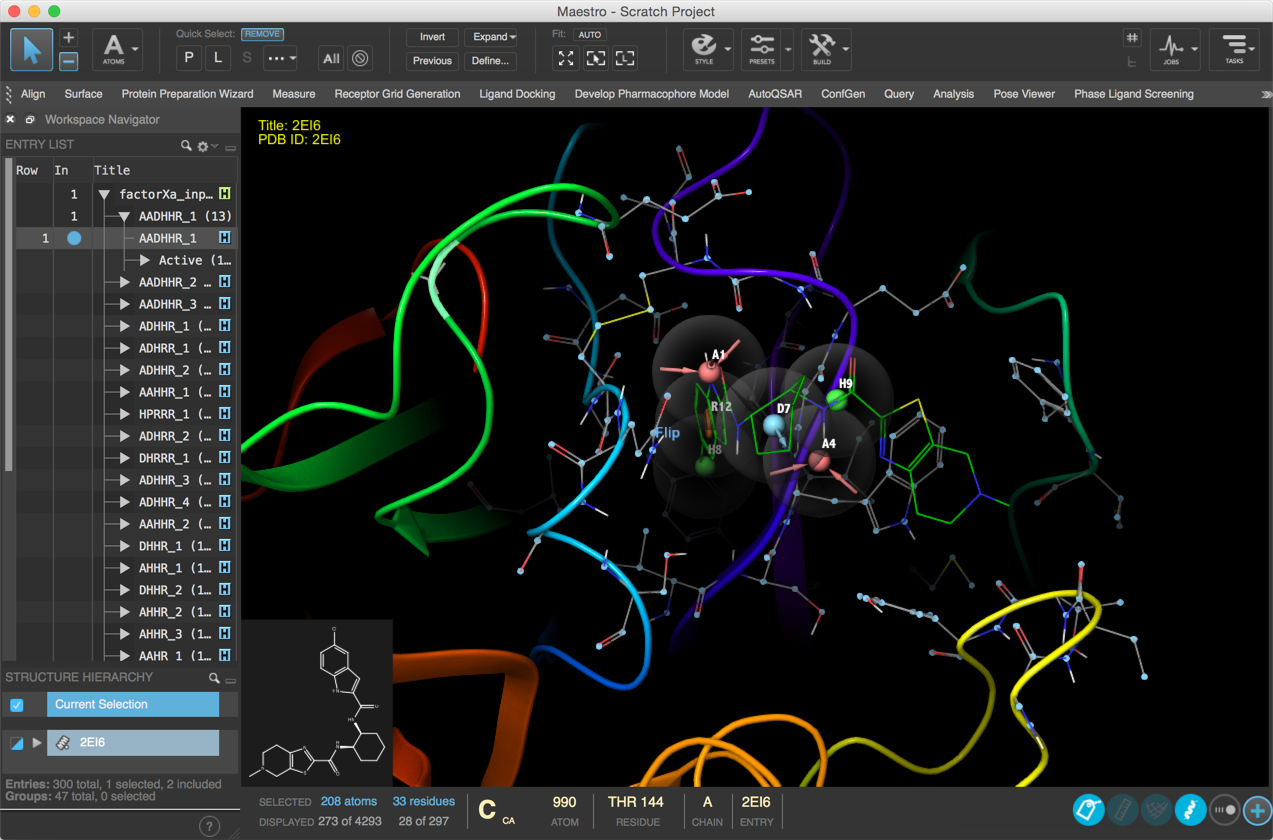 Maestro - Scratch Project
Quick Select: REMOVE
P L S
ATOMS
All
Invert Expand
Previous Define...
Fit: AUTO
STYLE PRESETS BUILD JOBS TASKS
Align Surface Protein Preparation Wizard Measure Receptor Grid Generation Ligand Docking Develop Pharmacophore Model AutoQSAR ConfGen Query Analysis Pose Viewer Phase Ligand Screening
Workspace Navigator
ENTRY LIST
Row In Title
1 factorXa_inp... H
1 AADHHR_1 (13)
1 AADHHR_1 H
Active (1...
AADHHR_2 ... H
AADHHR_3 ... H
ADHHR_1 (... H
ADHRR_1 (... H
ADHHR_2 (... H
AAHHR_1 (... H
HPRRR_1 (... H
ADHRR_2 (... H
DHRRR_1 (... H
ADHHR_3 (... H
ADHHR_4 (... H
AAHHR_2 (... H
DHHR_1 (1... H
AHHR_1 (1... H
DHHR_2 (1... H
AHHR_2 (1... H
AHHR_3 (1... H
AAHR_1 (1... H
STRUCTURE HIERARCHY
Current Selection
2EI6
Entries: 300 total, 1 selected, 2 included
Groups: 47 total, 0 selected
?
Title: 2EI6
PDB ID: 2EI6
A1
H9
R12
D7
Flip
A4
H8
SELECTED 208 atoms 33 residues
DISPLAYED 273 of 4293 28 of 297
C CA
990
ATOM
THR 144
RESIDUE
A
CHAIN
2EI6
ENTRY